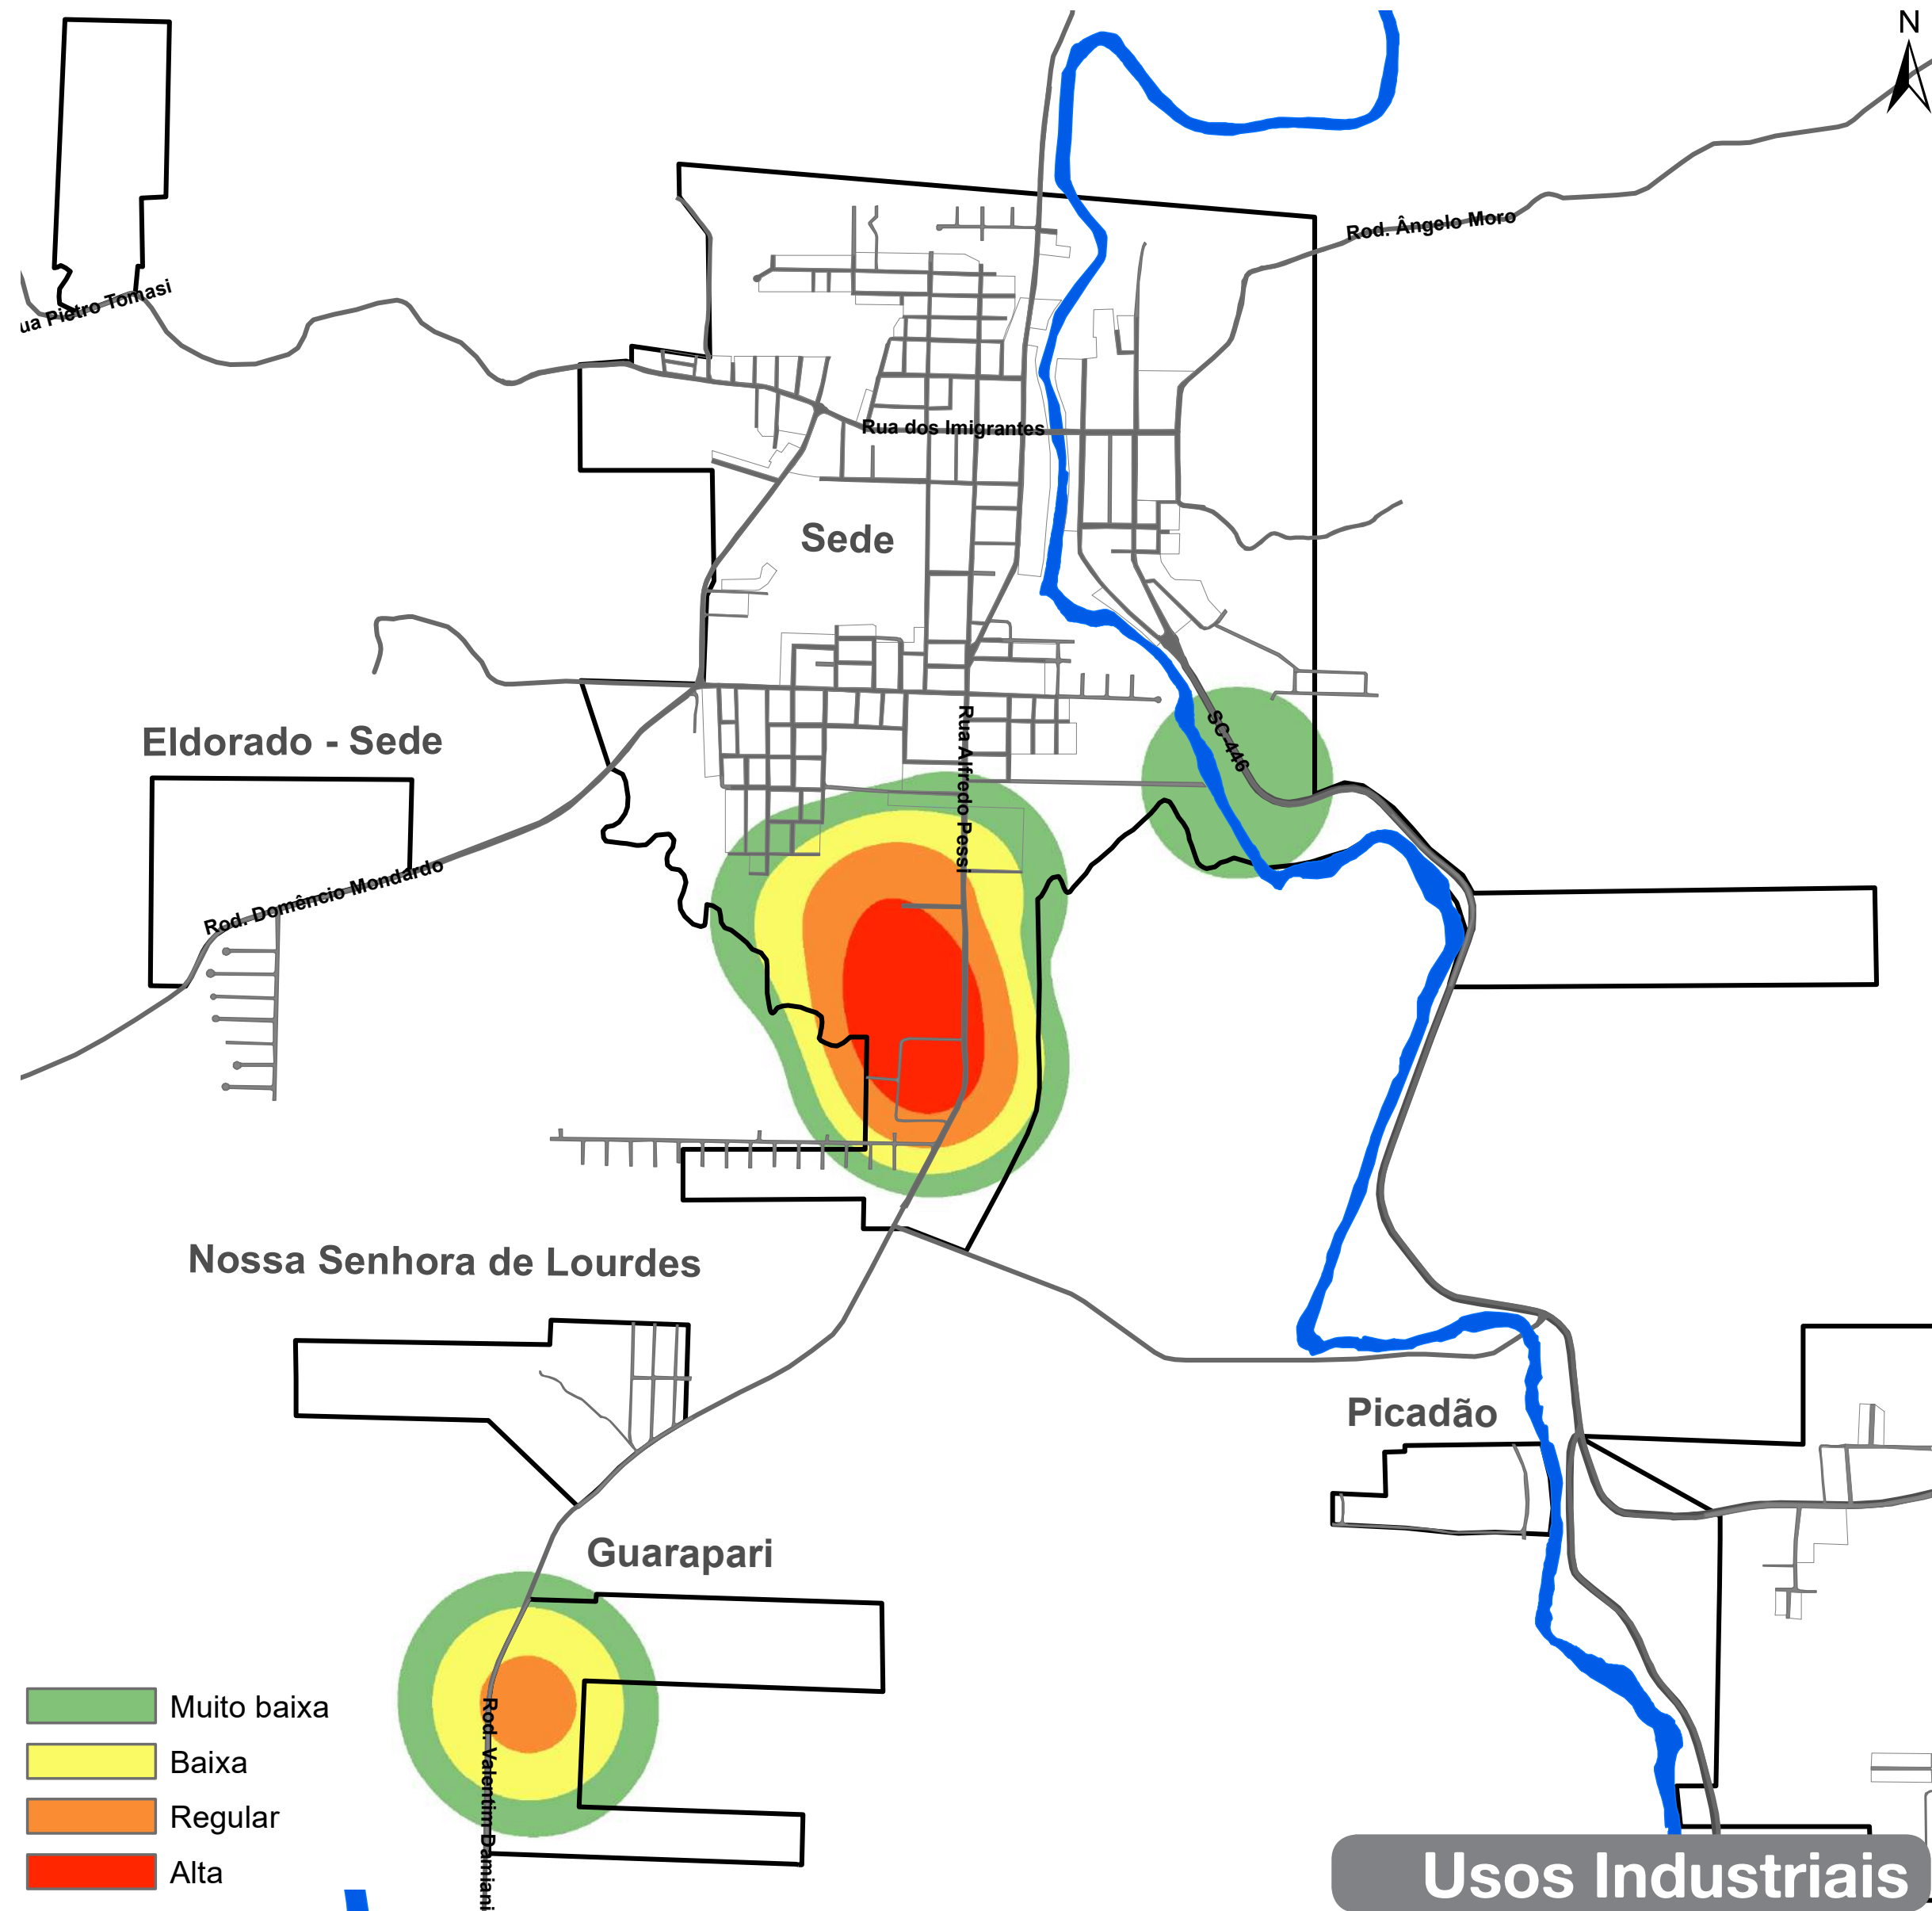 N
Rod. Ângelo Moro
ua Pietro Tomasi
Rua dos Imigrantes
Sede
Eldorado - Sede
SC 446
Rua Alfredo Pessi
Rod. Domêncio Mondardo
Nossa Senhora de Lourdes
Picadão
Guarapari
Rod. Valentim Damiani
Muito baixa
Baixa
Regular
Alta
Usos Industriais